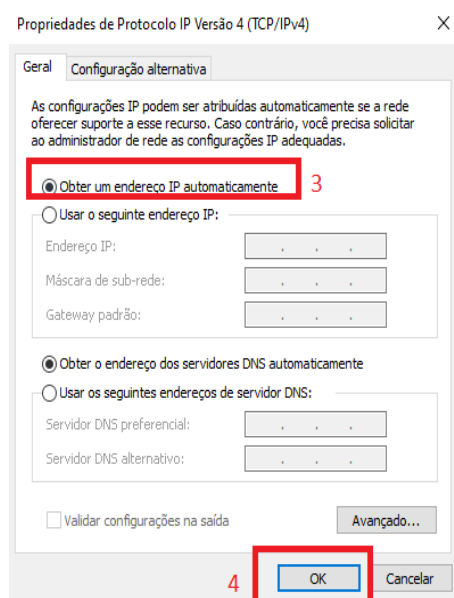 Propriedades de Protocolo IP Versão 4 (TCP/IPv4)
Geral
Configuração alternativa
As configurações IP podem ser atribuídas automaticamente se a rede
oferecer suporte a esse recurso. Caso contrário, você precisa solicitar
ao administrador de rede as configurações IP adequadas.
Obter um endereço IP automaticamente
3
Usar o seguinte endereço IP:
Endereço IP:
Máscara de sub-rede:
Gateway padrão:
Obter o endereço dos servidores DNS automaticamente
Usar os seguintes endereços de servidor DNS:
Servidor DNS preferencial:
Servidor DNS alternativo:
Validar configurações na saída
Avançado...
4
OK
Cancelar